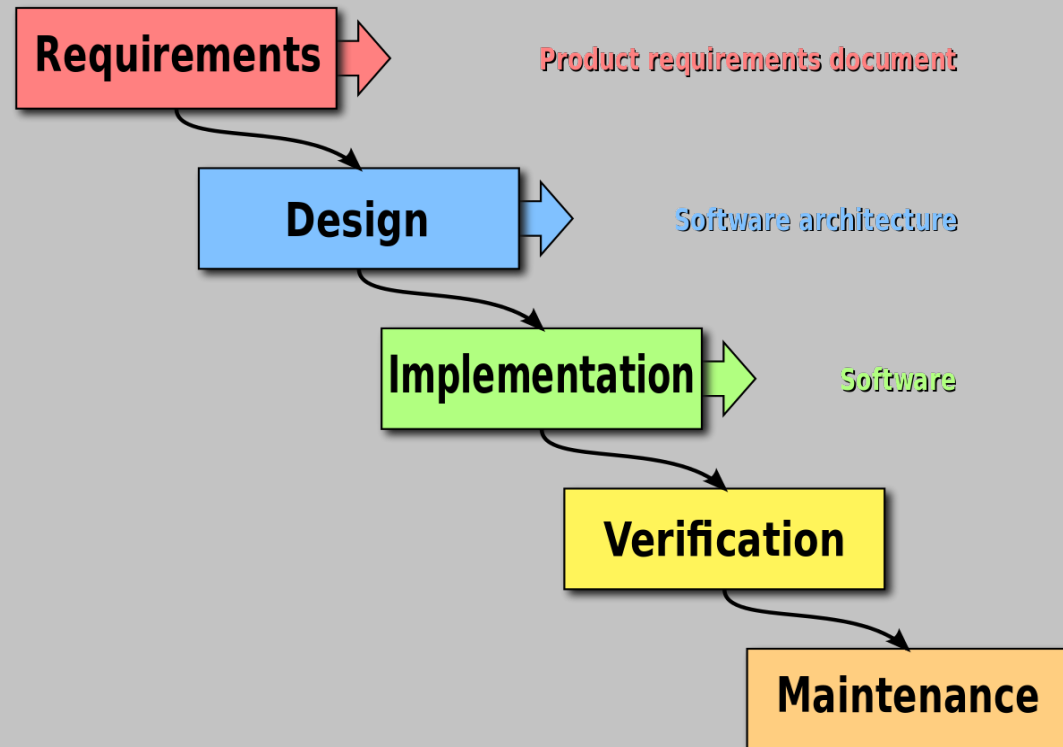 Requirements
Product requirements document
Design
Software architecture
Implementation
Software
Verification
Maintenance